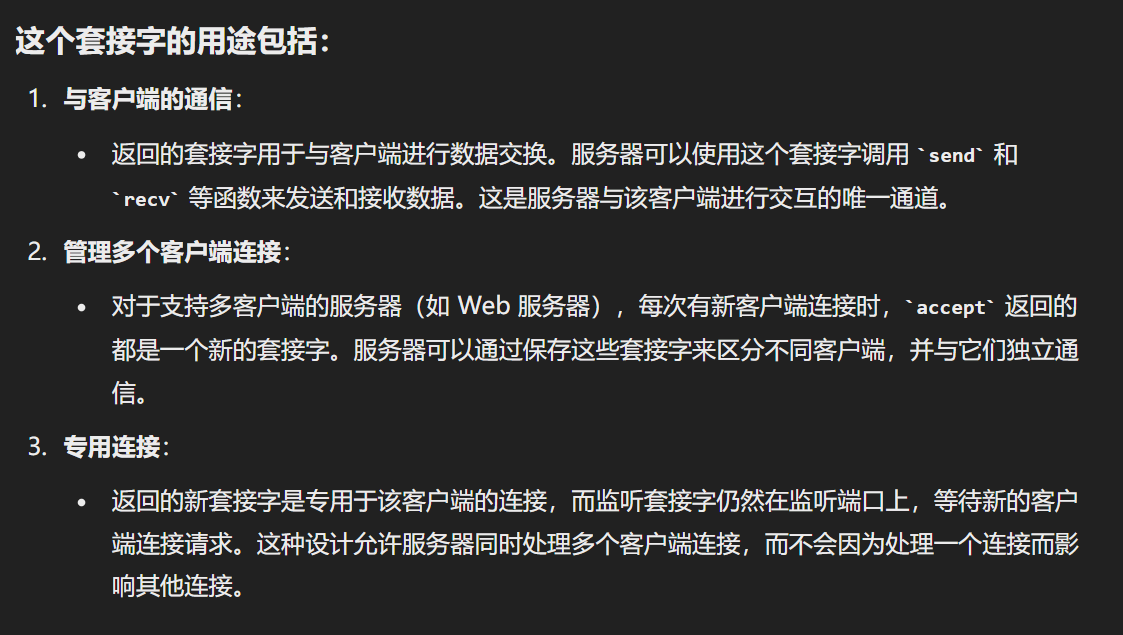 这个套接字的用途包括：
1. 与客户端的通信：
• 返回的套接字用于与客户端进行数据交换。服务器可以使用这个套接字调用 `send` 和
`recv` 等函数来发送和接收数据。这是服务器与该客户端进行交互的唯一通道。
2. 管理多个客户端连接：
• 对于支持多客户端的服务器（如 Web 服务器），每次有新客户端连接时，`accept` 返回的
都是一个新的套接字。服务器可以通过保存这些套接字来区分不同客户端，并与它们独立通
信。
3. 专用连接：
• 返回的新套接字是专用于该客户端的连接，而监听套接字仍然在监听端口上，等待新的客户
端连接请求。这种设计允许服务器同时处理多个客户端连接，而不会因为处理一个连接而影
响其他连接。